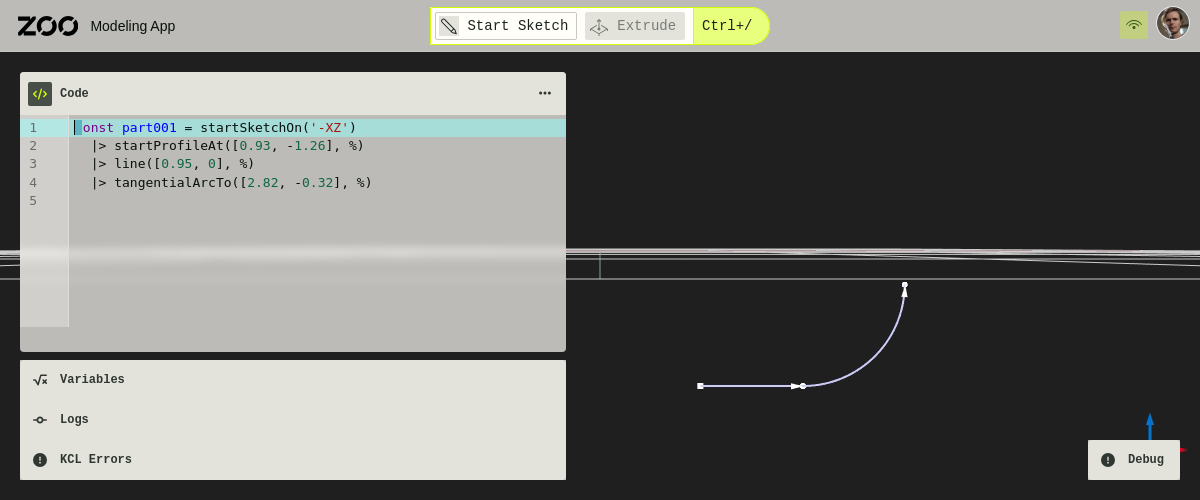 ZOO Modeling App
Start Sketch
Extrude
Ctrl+/
Code
1 const part001 = startSketchOn('-XZ')
2 |> startProfileAt([0.93, -1.26], %)
3 |> line([0.95, 0], %)
4 |> tangentialArcTo([2.82, -0.32], %)
5
Variables
Logs
KCL Errors
Debug